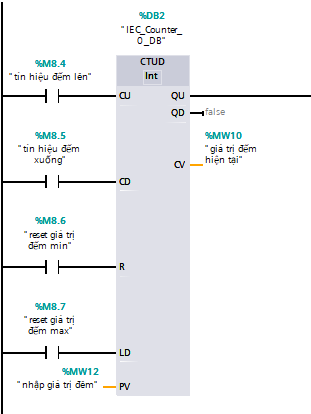 %DB2
"IEC_Counter_
0_DB"
%M8.4
"tín hiệu đếm lên"
CTUD
Int
CU
QU
QD
false
%M8.5
"tín hiệu đếm
xuống"
%MW10
"giá trị đếm
hiện tại"
CV
CD
%M8.6
"reset giá trị
đếm min"
R
%M8.7
"reset giá trị
đếm max"
LD
%MW12
"nhập giá trị đêm"
PV